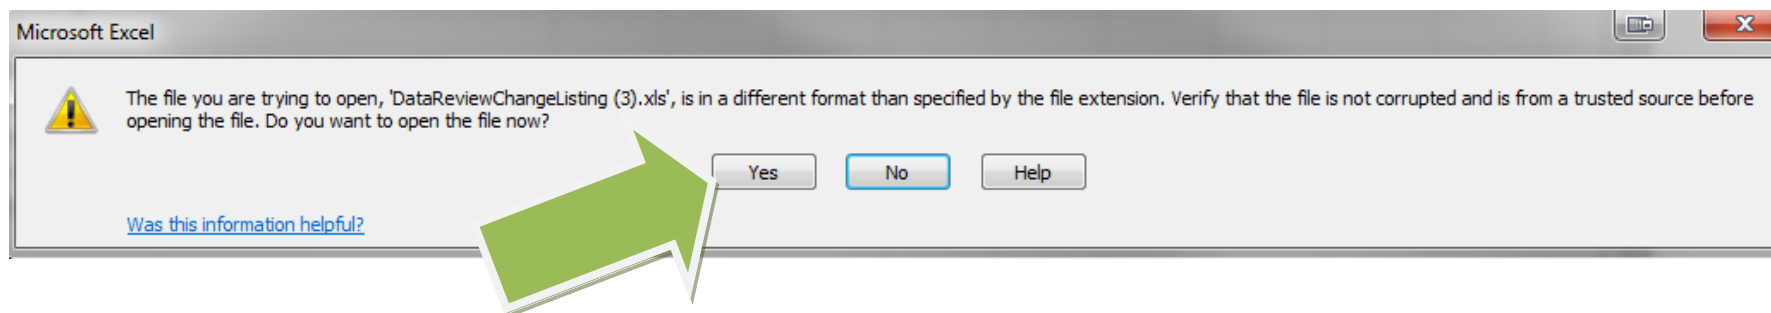 Microsoft Excel
The file you are trying to open, 'DataReviewChangeListing (3).xls', is in a different format than specified by the file extension. Verify that the file is not corrupted and is from a trusted source before
opening the file. Do you want to open the file now?
Yes No Help
Was this information helpful?